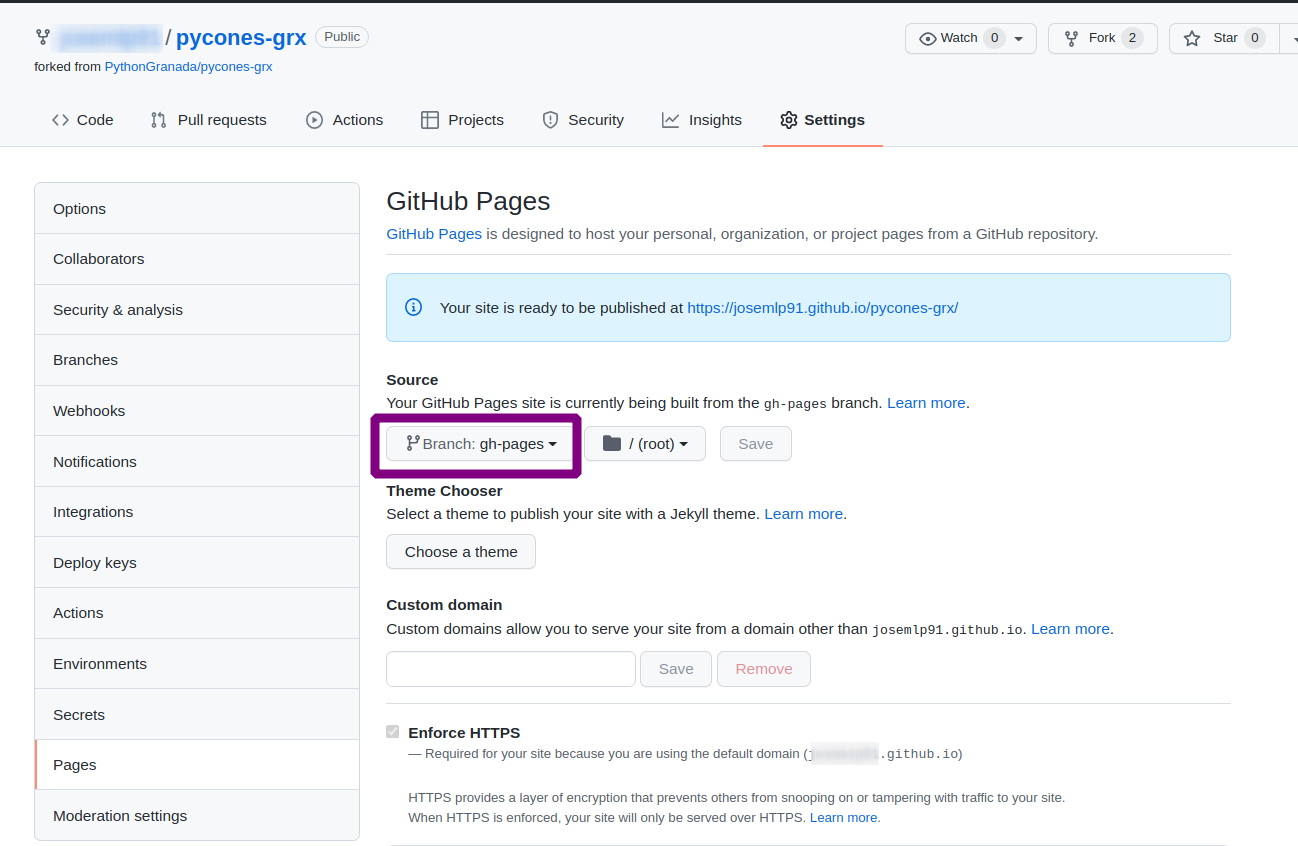 / pycones-grx Public
Watch 0 Fork 2 Star 0
forked from PythonGranada/pycones-grx
Code Pull requests Actions Projects Security Insights Settings
Options
Collaborators
Security & analysis
Branches
Webhooks
Notifications
Integrations
Deploy keys
Actions
Environments
Secrets
Pages
Moderation settings
GitHub Pages
GitHub Pages is designed to host your personal, organization, or project pages from a GitHub repository.
Your site is ready to be published at https://josemlp91.github.io/pycones-grx/
Source
Your GitHub Pages site is currently being built from the gh-pages branch. Learn more.
Branch: gh-pages / (root) Save
Theme Chooser
Select a theme to publish your site with a Jekyll theme. Learn more.
Choose a theme
Custom domain
Custom domains allow you to serve your site from a domain other than josemlp91.github.io. Learn more.
Save Remove
Enforce HTTPS
— Required for your site because you are using the default domain (.github.io)
HTTPS provides a layer of encryption that prevents others from snooping on or tampering with traffic to your site.
When HTTPS is enforced, your site will only be served over HTTPS. Learn more.